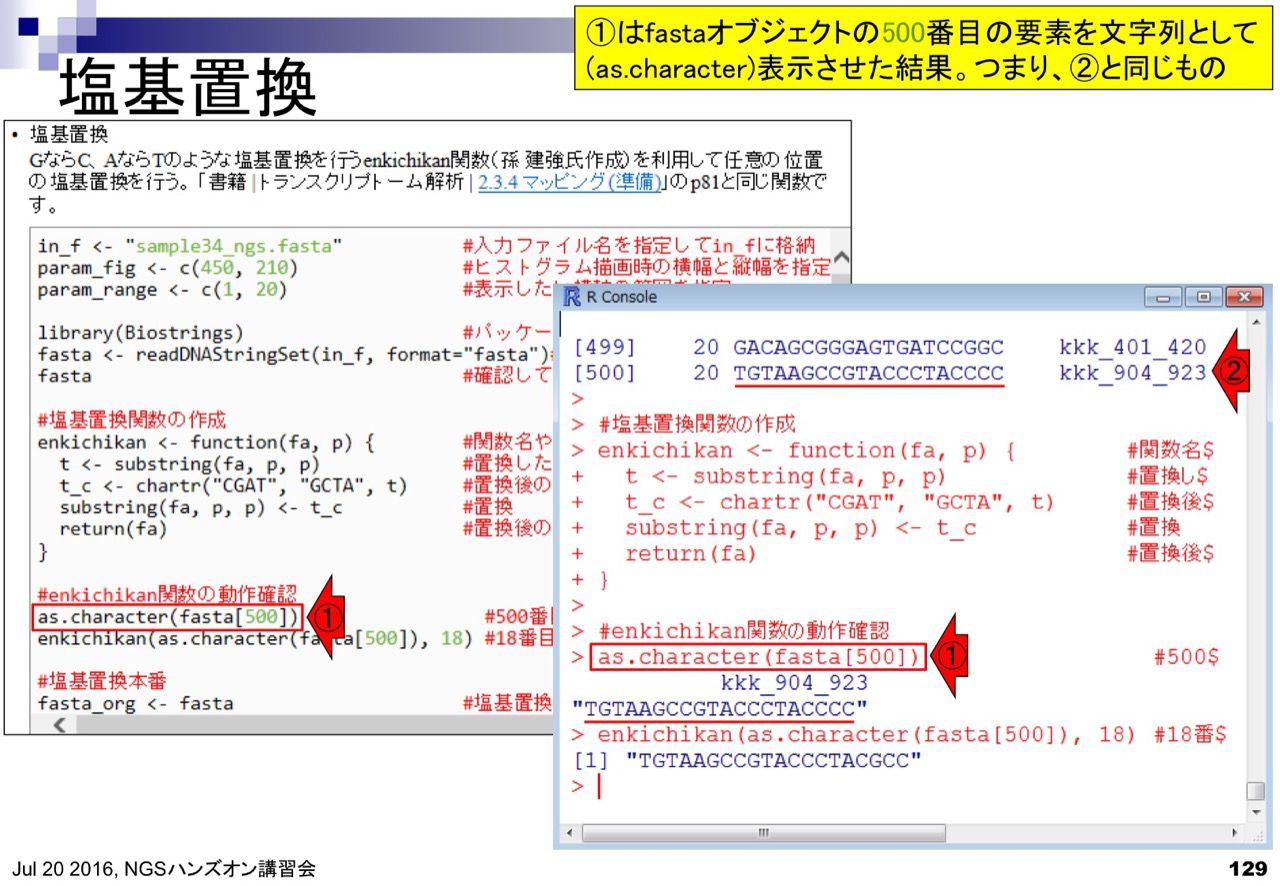 ①はfastaオブジェクトの500番目の要素を文字列として
(as.character)表示させた結果。つまり、②と同じもの
塩基置換
• 塩基置換
GならC、AならTのような塩基置換を行うenkichikan関数(孫 建強氏作成)を利用して任意の位置
の塩基置換を行う。「書籍 |トランスクリプトーム解析 | 2.3.4 マッピング(準備)」のp81と同じ関数で
す。
in_f <- "sample34_ngs.fasta" #入力ファイル名を指定してin_fに格納
param_fig <- c(450, 210) #ヒストグラム描画時の横幅と縦幅を指定
param_range <- c(1, 20) #表示したい横軸の範囲を指定
library(Biostrings) #パッケー
fasta <- readDNAStringSet(in_f, format="fasta")#
fasta #確認して
#塩基置換関数の作成
enkichikan <- function(fa, p) { #関数名や
t <- substring(fa, p, p) #置換した
t_c <- chartr("CGAT", "GCTA", t) #置換後の
substring(fa, p, p) <- t_c #置換
return(fa) #置換後の
}
#enkichikan関数の動作確認
as.character(fasta[500]) ① #500番
enkichikan(as.character(fasta[500]), 18) #18番目
#塩基置換本番
fasta_org <- fasta #塩基置換
R Console
[499] 20 GACAGCGGGAGTGATCCGGC kkk_401_420
[500] 20 TGTAAGCCGTACCCTACCCC kkk_904_923 ②
>
> #塩基置換関数の作成
> enkichikan <- function(fa, p) { #関数名$
+ t <- substring(fa, p, p) #置換し$
+ t_c <- chartr("CGAT", "GCTA", t) #置換後$
+ substring(fa, p, p) <- t_c #置換
+ return(fa) #置換後$
+ }
>
> #enkichikan関数の動作確認
> as.character(fasta[500]) ① #500$
kkk_904_923
"TGTAAGCCGTACCCTACCCC"
> enkichikan(as.character(fasta[500]), 18) #18番$
[1] "TGTAAGCCGTACCCTACGCC"
>
Jul 20 2016, NGSハンズオン講習会
129